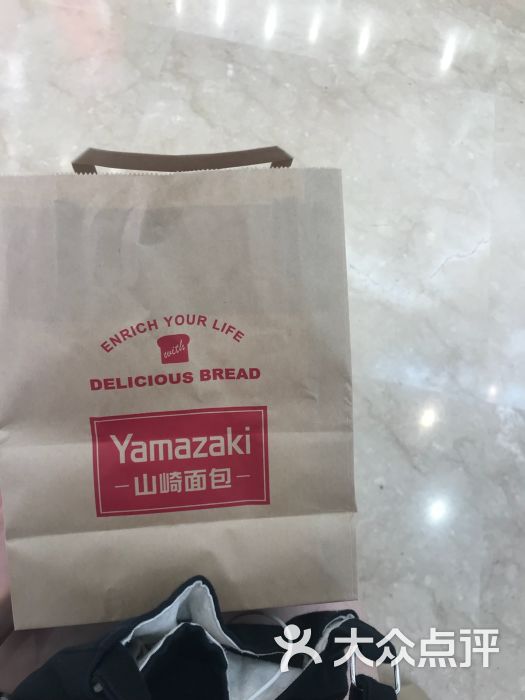 ENRICH YOUR LIFE
with
DELICIOUS BREAD
Yamazaki
山崎面包
大众点评